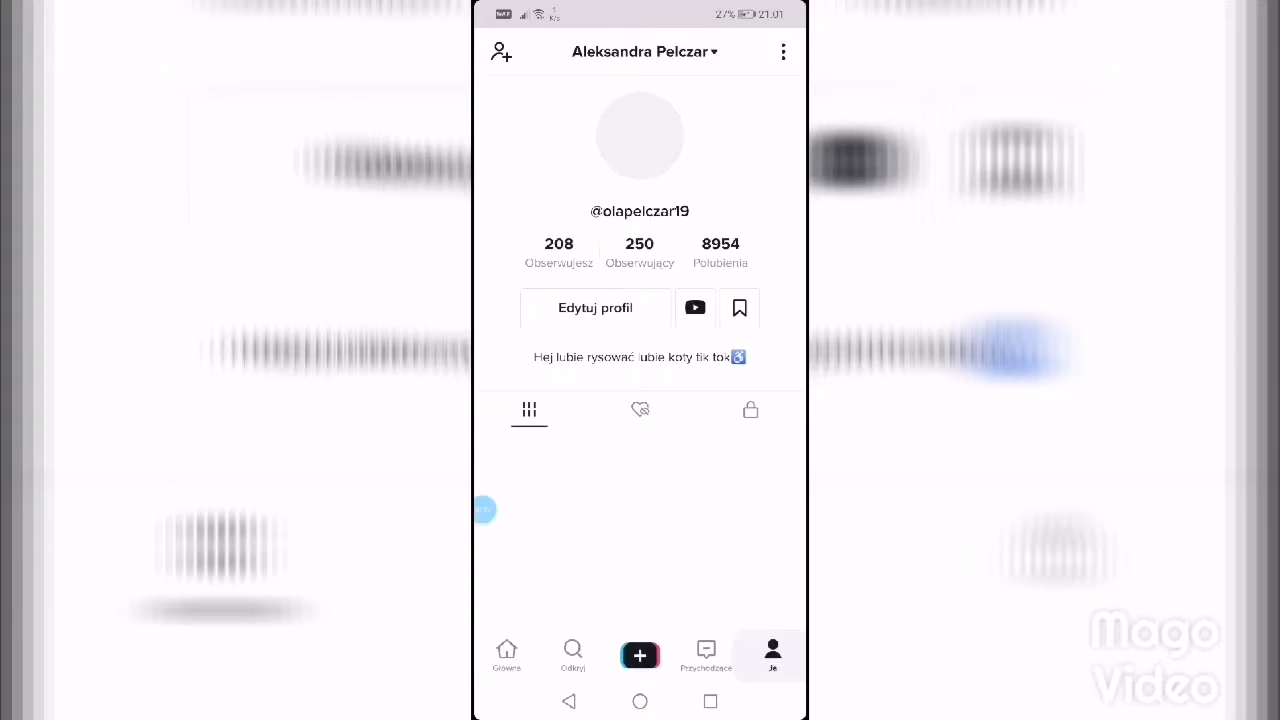 1
K/s
27% 21:01
Aleksandra Pelczar
@olapelczar19
208 250 8954
Obserwujesz Obserwujący Polubienia
Edytuj profil
Hej lubie rysować lubie koty tik tok♿
Główna Odkryj Przychodzące Ja
Mago
Video